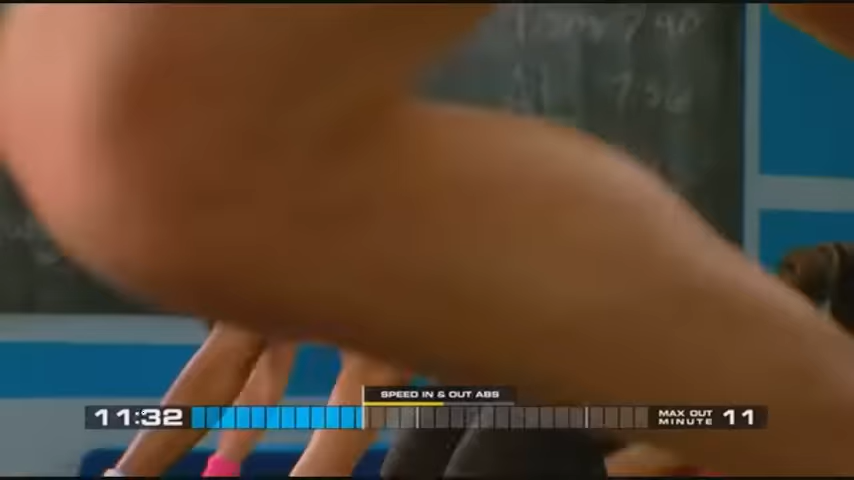 SPEED IN & OUT ABS
11:32
MAX OUT
MINUTE 11